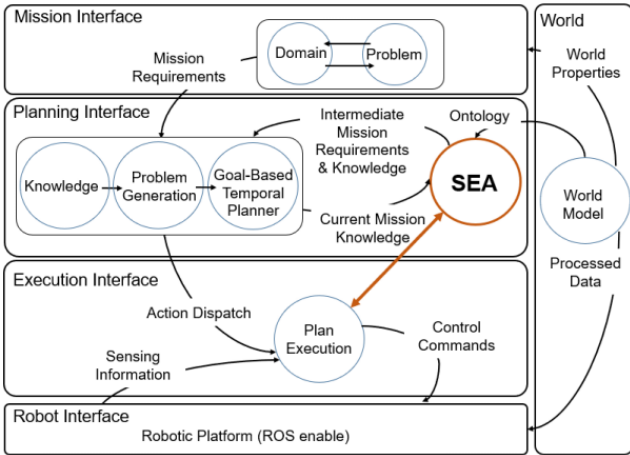 Mission Interface
World
Domain
Problem
Mission
Requirements
World
Properties
Planning Interface
Intermediate
Mission
Requirements
& Knowledge
Ontology
Knowledge
Problem
Generation
Goal-Based
Temporal
Planner
SEA
World
Model
Current Mission
Knowledge
Processed
Data
Execution Interface
Action Dispatch
Plan
Execution
Control
Commands
Sensing
Information
Robot Interface
Robotic Platform (ROS enable)